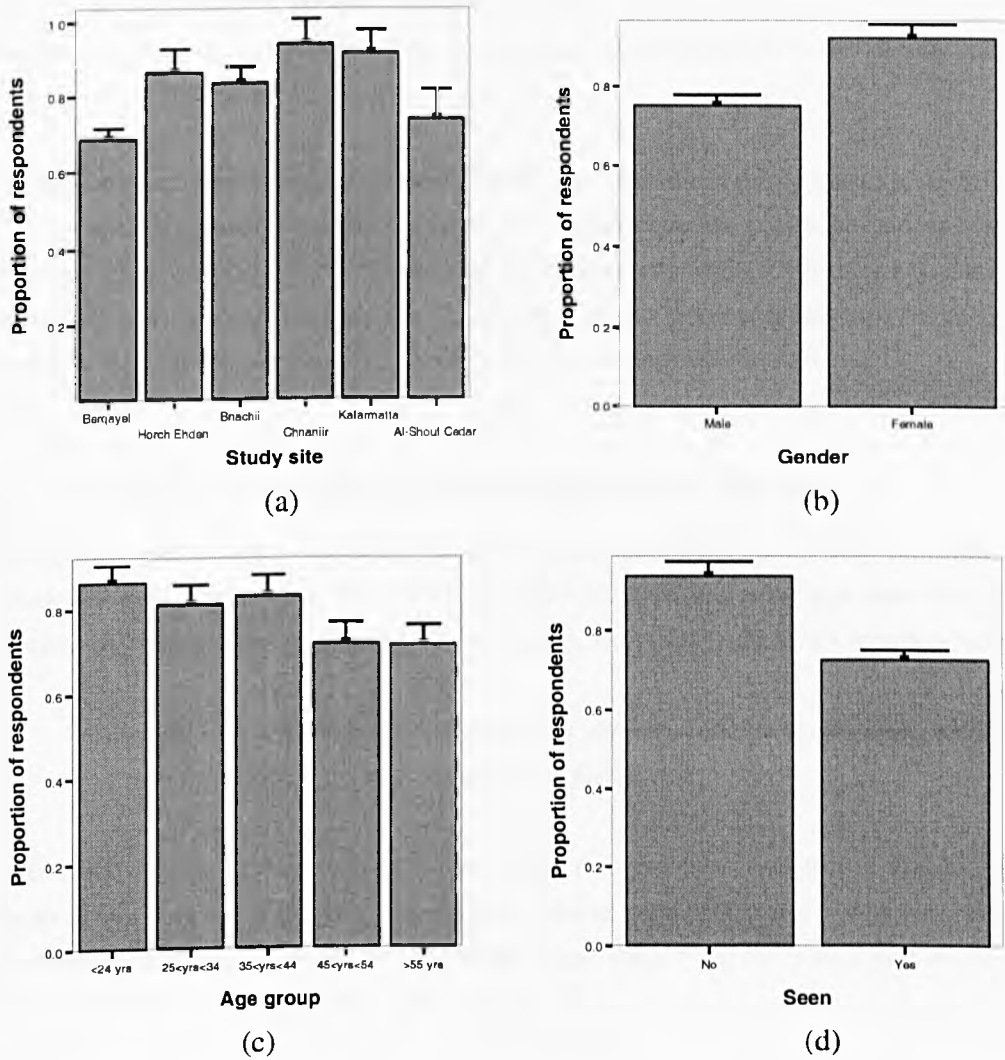 Proportion of respondents
1.0
0.8
0.6
0.4
0.2
Berqayel
Horch Ehden
Bnachii
Chnaniir
Kafarmatta
Al-Shouf Cedar
Study site
(a)
Proportion of respondents
0.8
0.6
0.4
0.2
0.0
Male
Female
Gender
(b)
Proportion of respondents
0.8
0.6
0.4
0.2
0.0
<24 yrs
25<yrs<34
35<yrs<44
45<yrs<54
>55 yrs
Age group
(c)
Proportion of respondents
0.8
0.6
0.4
0.2
0.0
No
Yes
Seen
(d)